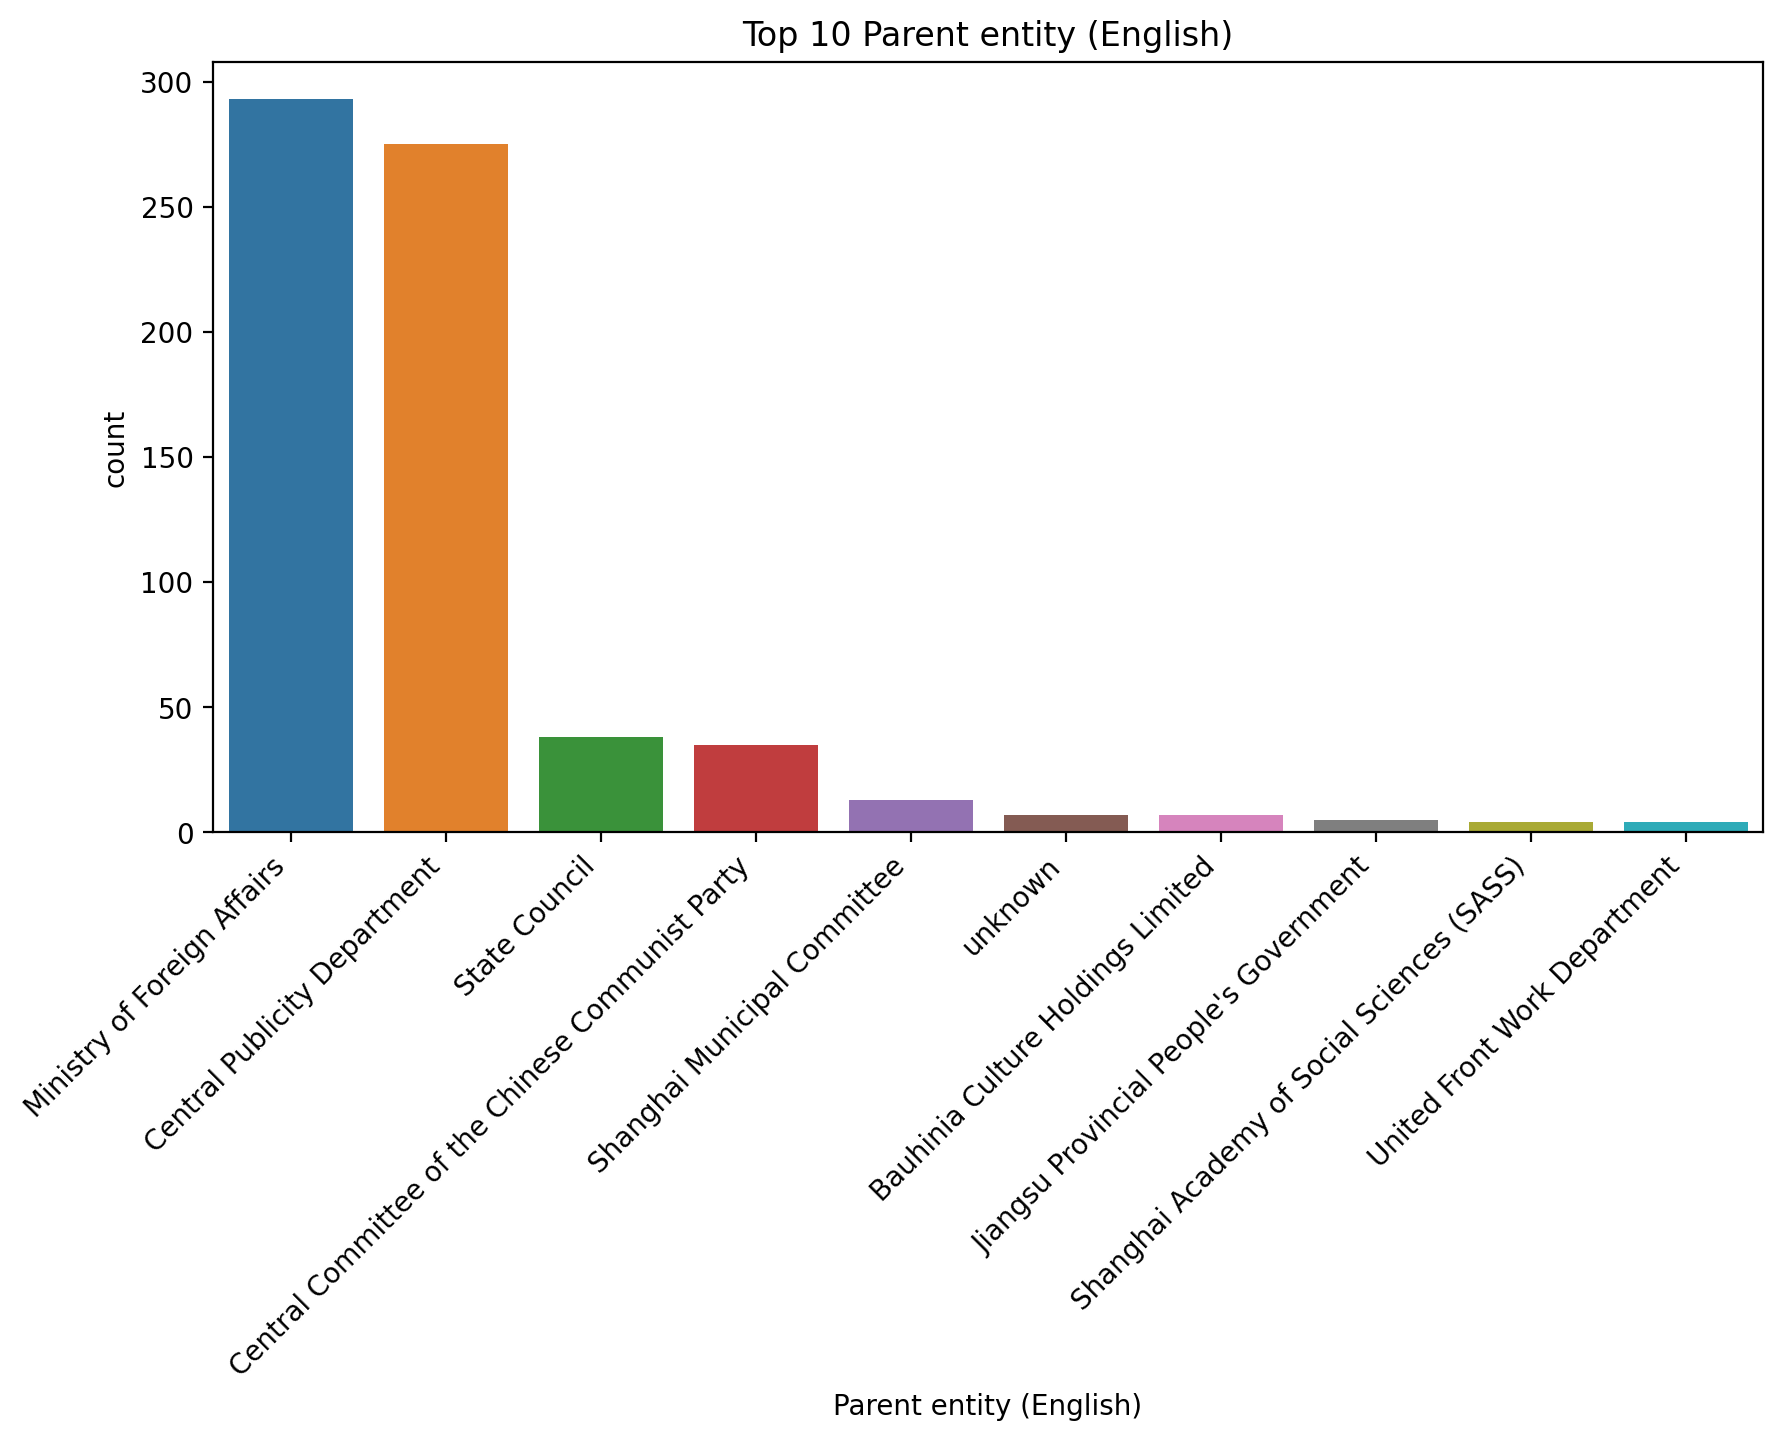 Top 10 Parent entity (English)
300
250
200
150
100
50
0
count
Ministry of Foreign Affairs
Central Publicity Department
State Council
Central Committee of the Chinese Communist Party
Shanghai Municipal Committee
unknown
Bauhinia Culture Holdings Limited
Jiangsu Provincial People's Government
Shanghai Academy of Social Sciences (SASS)
United Front Work Department
Parent entity (English)